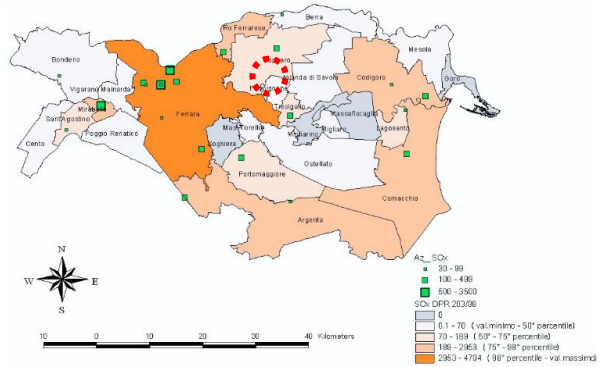 Berra
Ro Ferrarese
Mesola
Bondeno
Jolanda di Savoia
Codigoro
Goro
Vigarano Mainarda
Mirabello
Tresigallo
Massafiscaglia
Sant'Agostino
Ferrara
Masi Torello
Lagosanto
Migliarino
Migliaro
Cento
Poggio Renatico
Voghiera
Ostellato
Portomaggiore
Comacchio
Argenta
N
W E
S
Az_SOx
30 - 99
100 - 499
500 - 3500
SOx DPR 203/88
0
0.1 - 70 ( val.minimo - 50° percentile)
70 - 189 ( 50° - 75° percentile)
189 - 2953 ( 75° - 98° percentile)
2953 - 4704 ( 98° percentile - val.massimo)
10 0 10 20 30 40 Kilometers